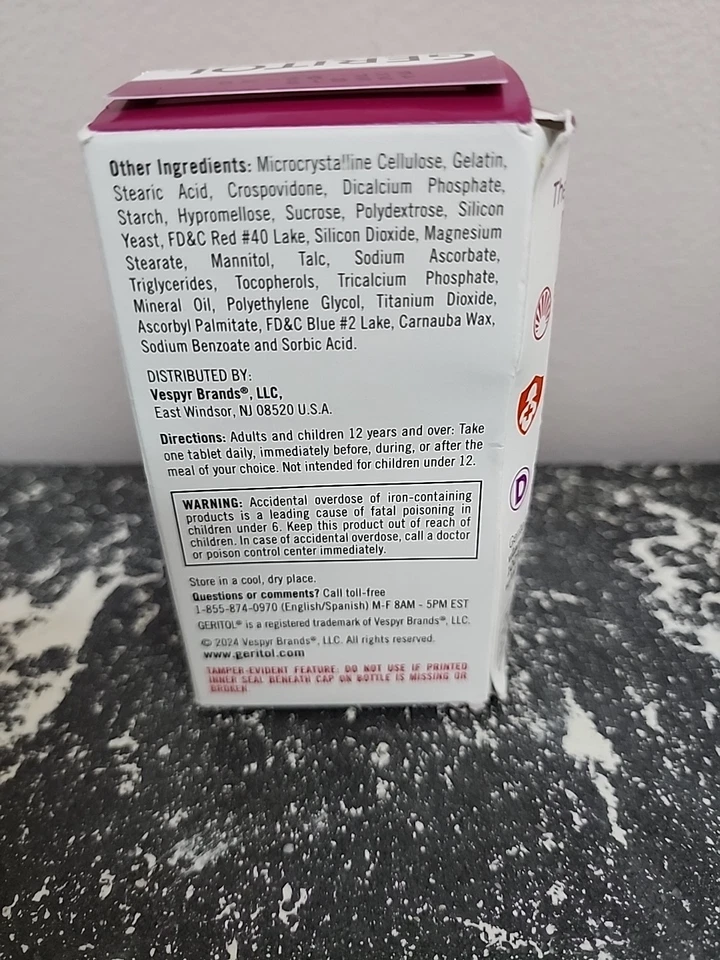 GERITOL
Other Ingredients: Microcrystalline Cellulose, Gelatin,
Stearic Acid, Crospovidone, Dicalcium Phosphate,
Starch, Hypromellose, Sucrose, Polydextrose, Silicon
Yeast, FD&C Red #40 Lake, Silicon Dioxide, Magnesium
Stearate, Mannitol, Talc, Sodium Ascorbate,
Triglycerides, Tocopherols, Tricalcium Phosphate,
Mineral Oil, Polyethylene Glycol, Titanium Dioxide,
Ascorbyl Palmitate, FD&C Blue #2 Lake, Carnauba Wax,
Sodium Benzoate and Sorbic Acid.
DISTRIBUTED BY:
Vespyr Brands®, LLC,
East Windsor, NJ 08520 U.S.A.
Directions: Adults and children 12 years and over: Take
one tablet daily, immediately before, during, or after the
meal of your choice. Not intended for children under 12.
WARNING: Accidental overdose of iron-containing
products is a leading cause of fatal poisoning in
children under 6. Keep this product out of reach of
children. In case of accidental overdose, call a doctor
or poison control center immediately.
Store in a cool, dry place.
Questions or comments? Call toll-free
1-855-874-0970 (English/Spanish) M-F 8AM - 5PM EST
GERITOL® is a registered trademark of Vespyr Brands®, LLC.
© 2024 Vespyr Brands®, LLC. All rights reserved.
www.geritol.com
TAMPER-EVIDENT FEATURE: DO NOT USE IF PRINTED
INNER SEAL BENEATH CAP ON BOTTLE IS MISSING OR
BROKEN
D